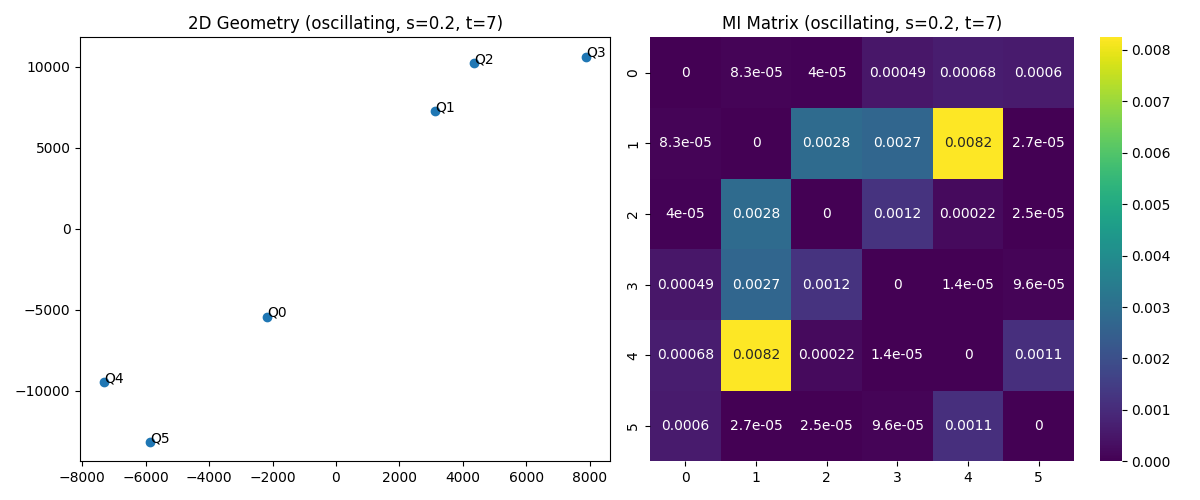 2D Geometry (oscillating, s=0.2, t=7)
10000
5000
0
−5000
−10000
−8000 −6000 −4000 −2000 0 2000 4000 6000 8000
Q3
Q2
Q1
Q0
Q4
Q5
MI Matrix (oscillating, s=0.2, t=7)
0 0 8.3e-05 4e-05 0.00049 0.00068 0.0006
1 8.3e-05 0 0.0028 0.0027 0.0082 2.7e-05
2 4e-05 0.0028 0 0.0012 0.00022 2.5e-05
3 0.00049 0.0027 0.0012 0 1.4e-05 9.6e-05
4 0.00068 0.0082 0.00022 1.4e-05 0 0.0011
5 0.0006 2.7e-05 2.5e-05 9.6e-05 0.0011 0
0 1 2 3 4 5
0.008
0.007
0.006
0.005
0.004
0.003
0.002
0.001
0.000